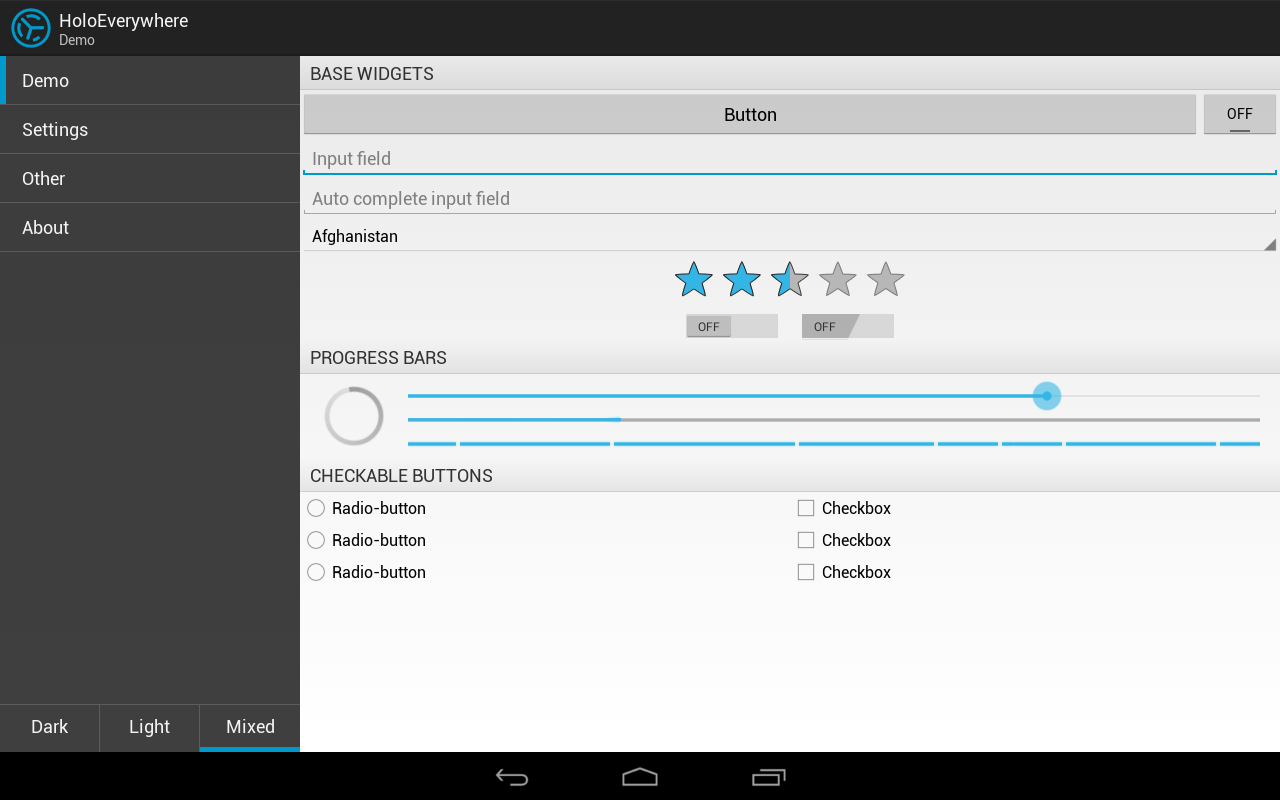 HoloEverywhere
Demo
Demo
Settings
Other
About
Dark Light Mixed
BASE WIDGETS
Button OFF
Input field
Auto complete input field
Afghanistan
OFF OFF
PROGRESS BARS
CHECKABLE BUTTONS
Radio-button Checkbox
Radio-button Checkbox
Radio-button Checkbox